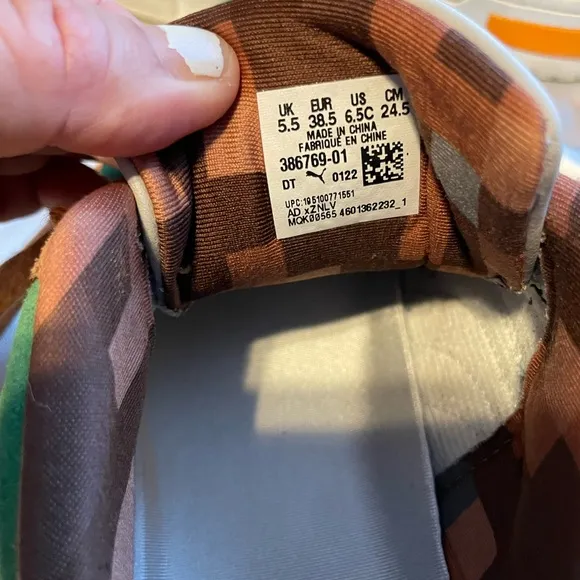 UK EUR US CM
5.5 38.5 6.5C 24.5
MADE IN CHINA
FABRIQUÉ EN CHINE
386769-01
DT 0122
UPC:195100771551
AD xZNLV
MQK00565 4601362232_1